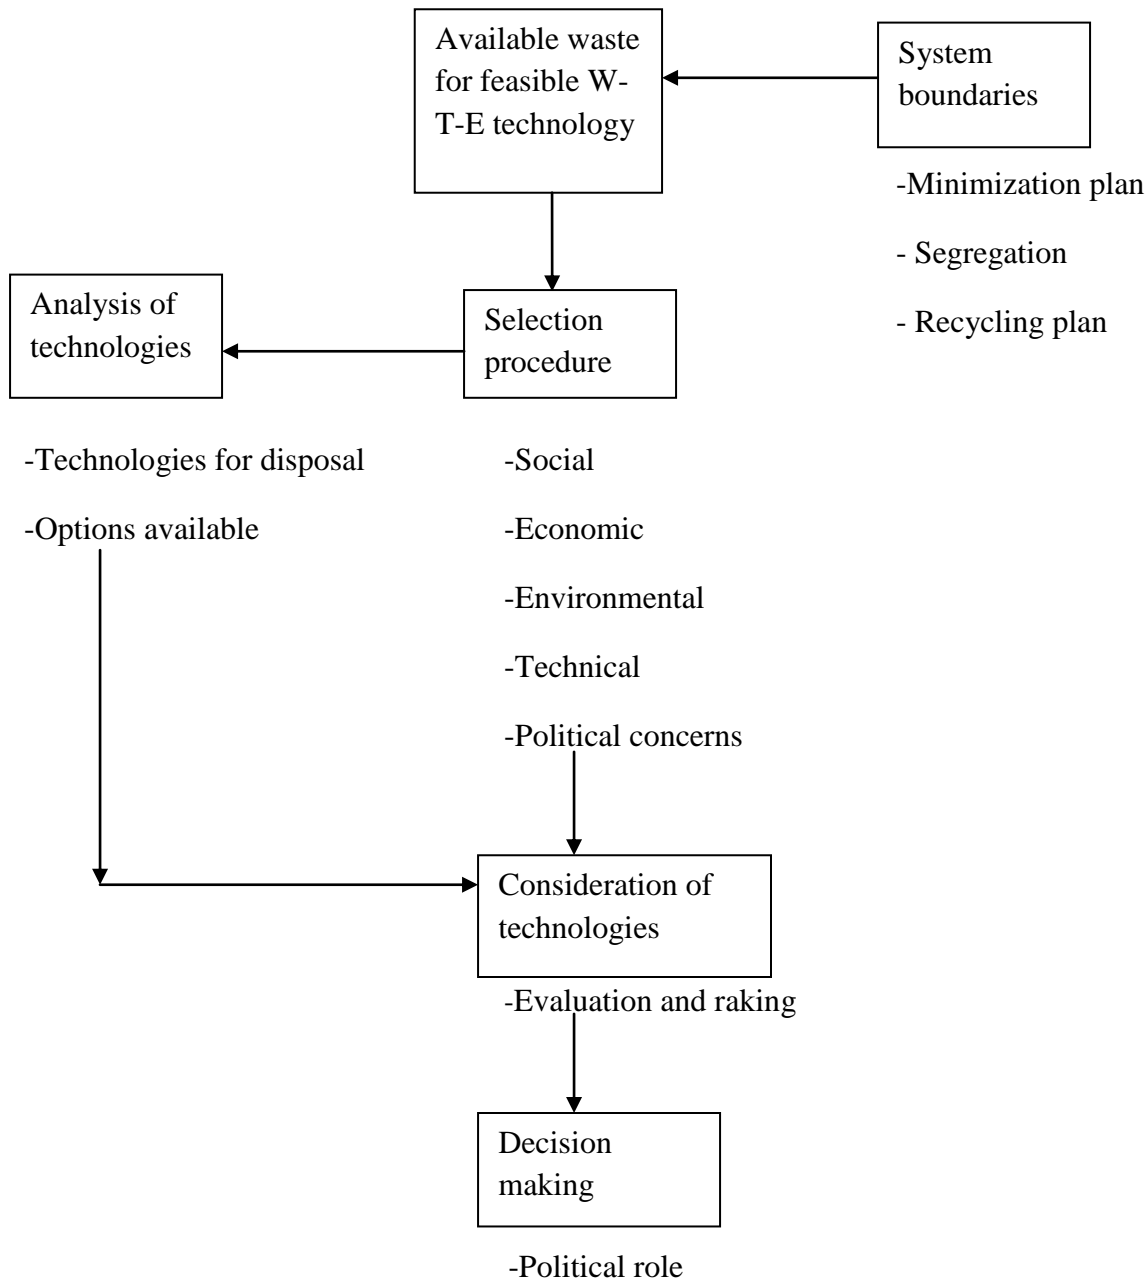 Available waste
for feasible W-
T-E technology
System
boundaries
-Minimization plan
- Segregation
- Recycling plan
Analysis of
technologies
Selection
procedure
-Technologies for disposal
-Options available
-Social
-Economic
-Environmental
-Technical
-Political concerns
Consideration of
technologies
-Evaluation and raking
Decision
making
-Political role